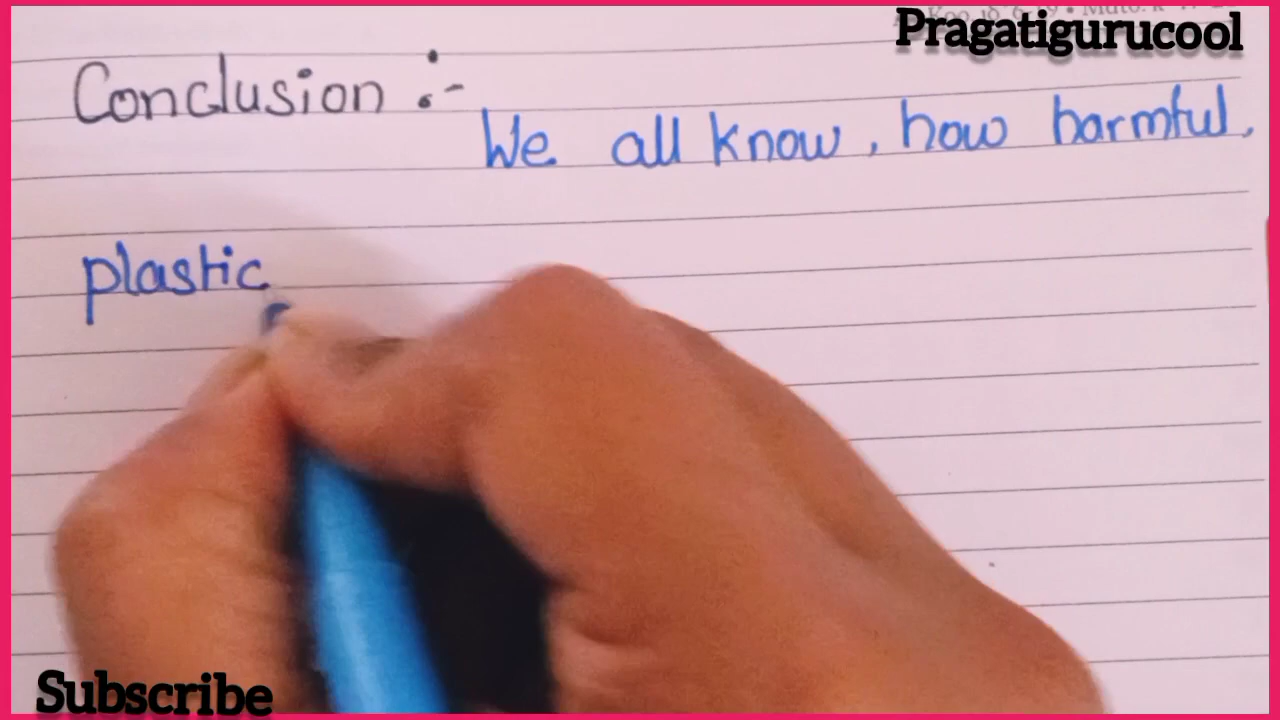 Pragatigurucool
Conclusion :-
We all know, how harmful,
plastic
Subscribe